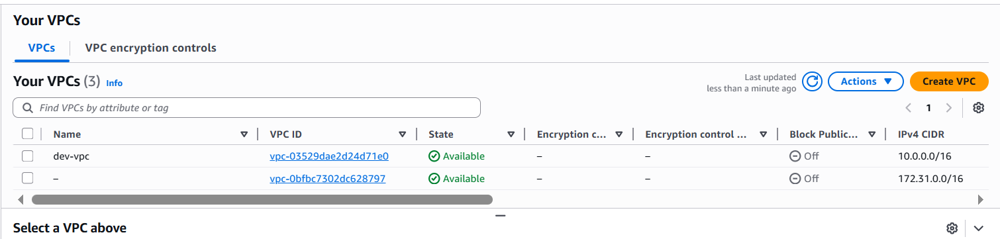 Your VPCs
VPCs
VPC encryption controls
Your VPCs (3) Info
Last updated
less than a minute ago
Actions
Create VPC
Find VPCs by attribute or tag
1
Name VPC ID State Encryption c... Encryption control ... Block Public... IPv4 CIDR
dev-vpc vpc-03529dae2d24d71e0 Available – – Off 10.0.0.0/16
– vpc-0bfbc7302dc628797 Available – – Off 172.31.0.0/16
Select a VPC above